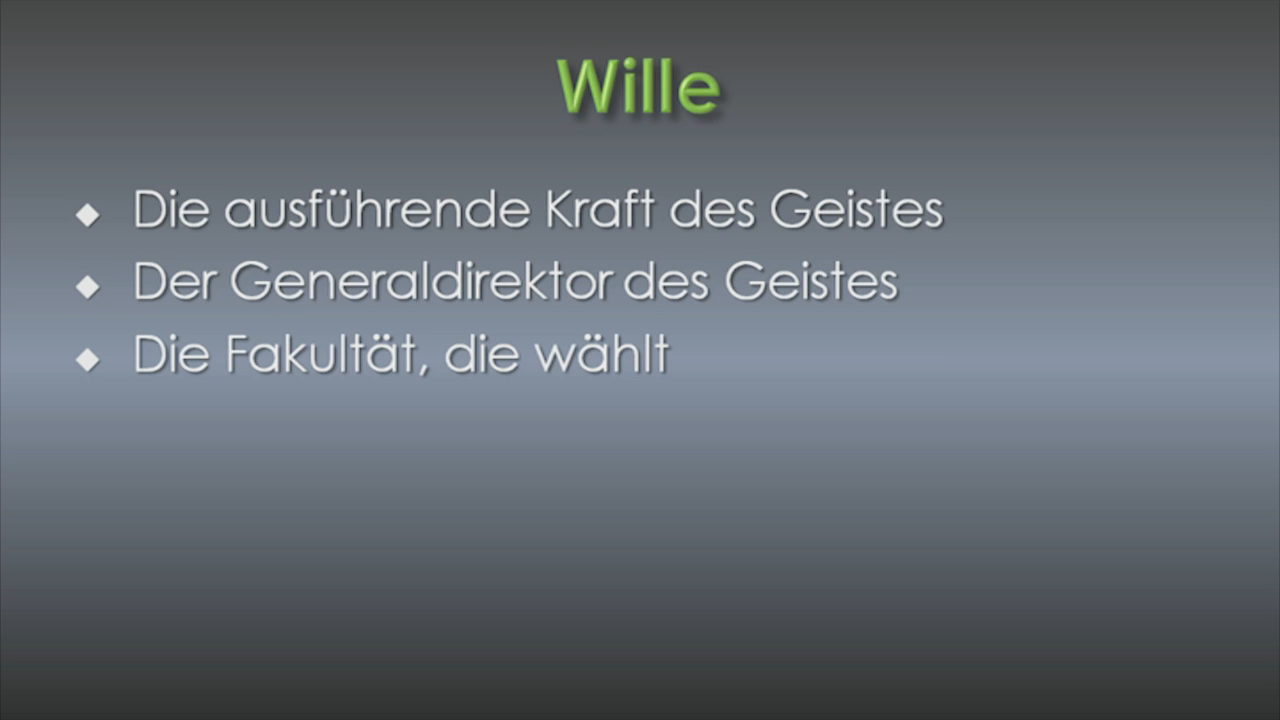 Wille
◆ Die ausführende Kraft des Geistes
◆ Der Generaldirektor des Geistes
◆ Die Fakultät, die wählt